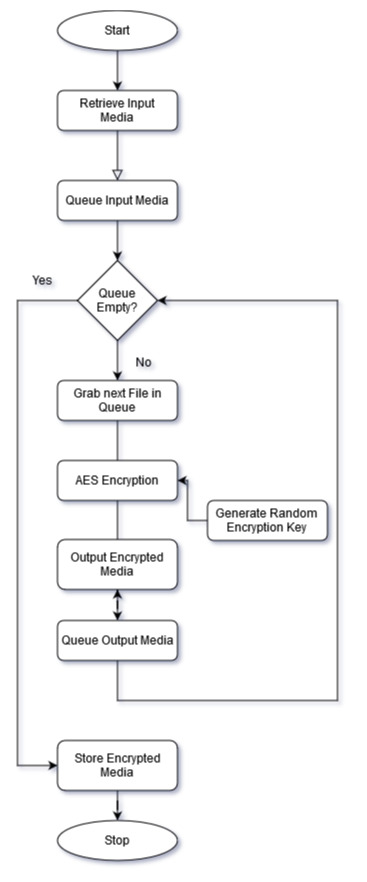 Start
Retrieve Input
Media
Queue Input Media
Yes
Queue
Empty?
No
Grab next File in
Queue
AES Encryption
Generate Random
Encryption Key
Output Encrypted
Media
Queue Output Media
Store Encrypted
Media
Stop